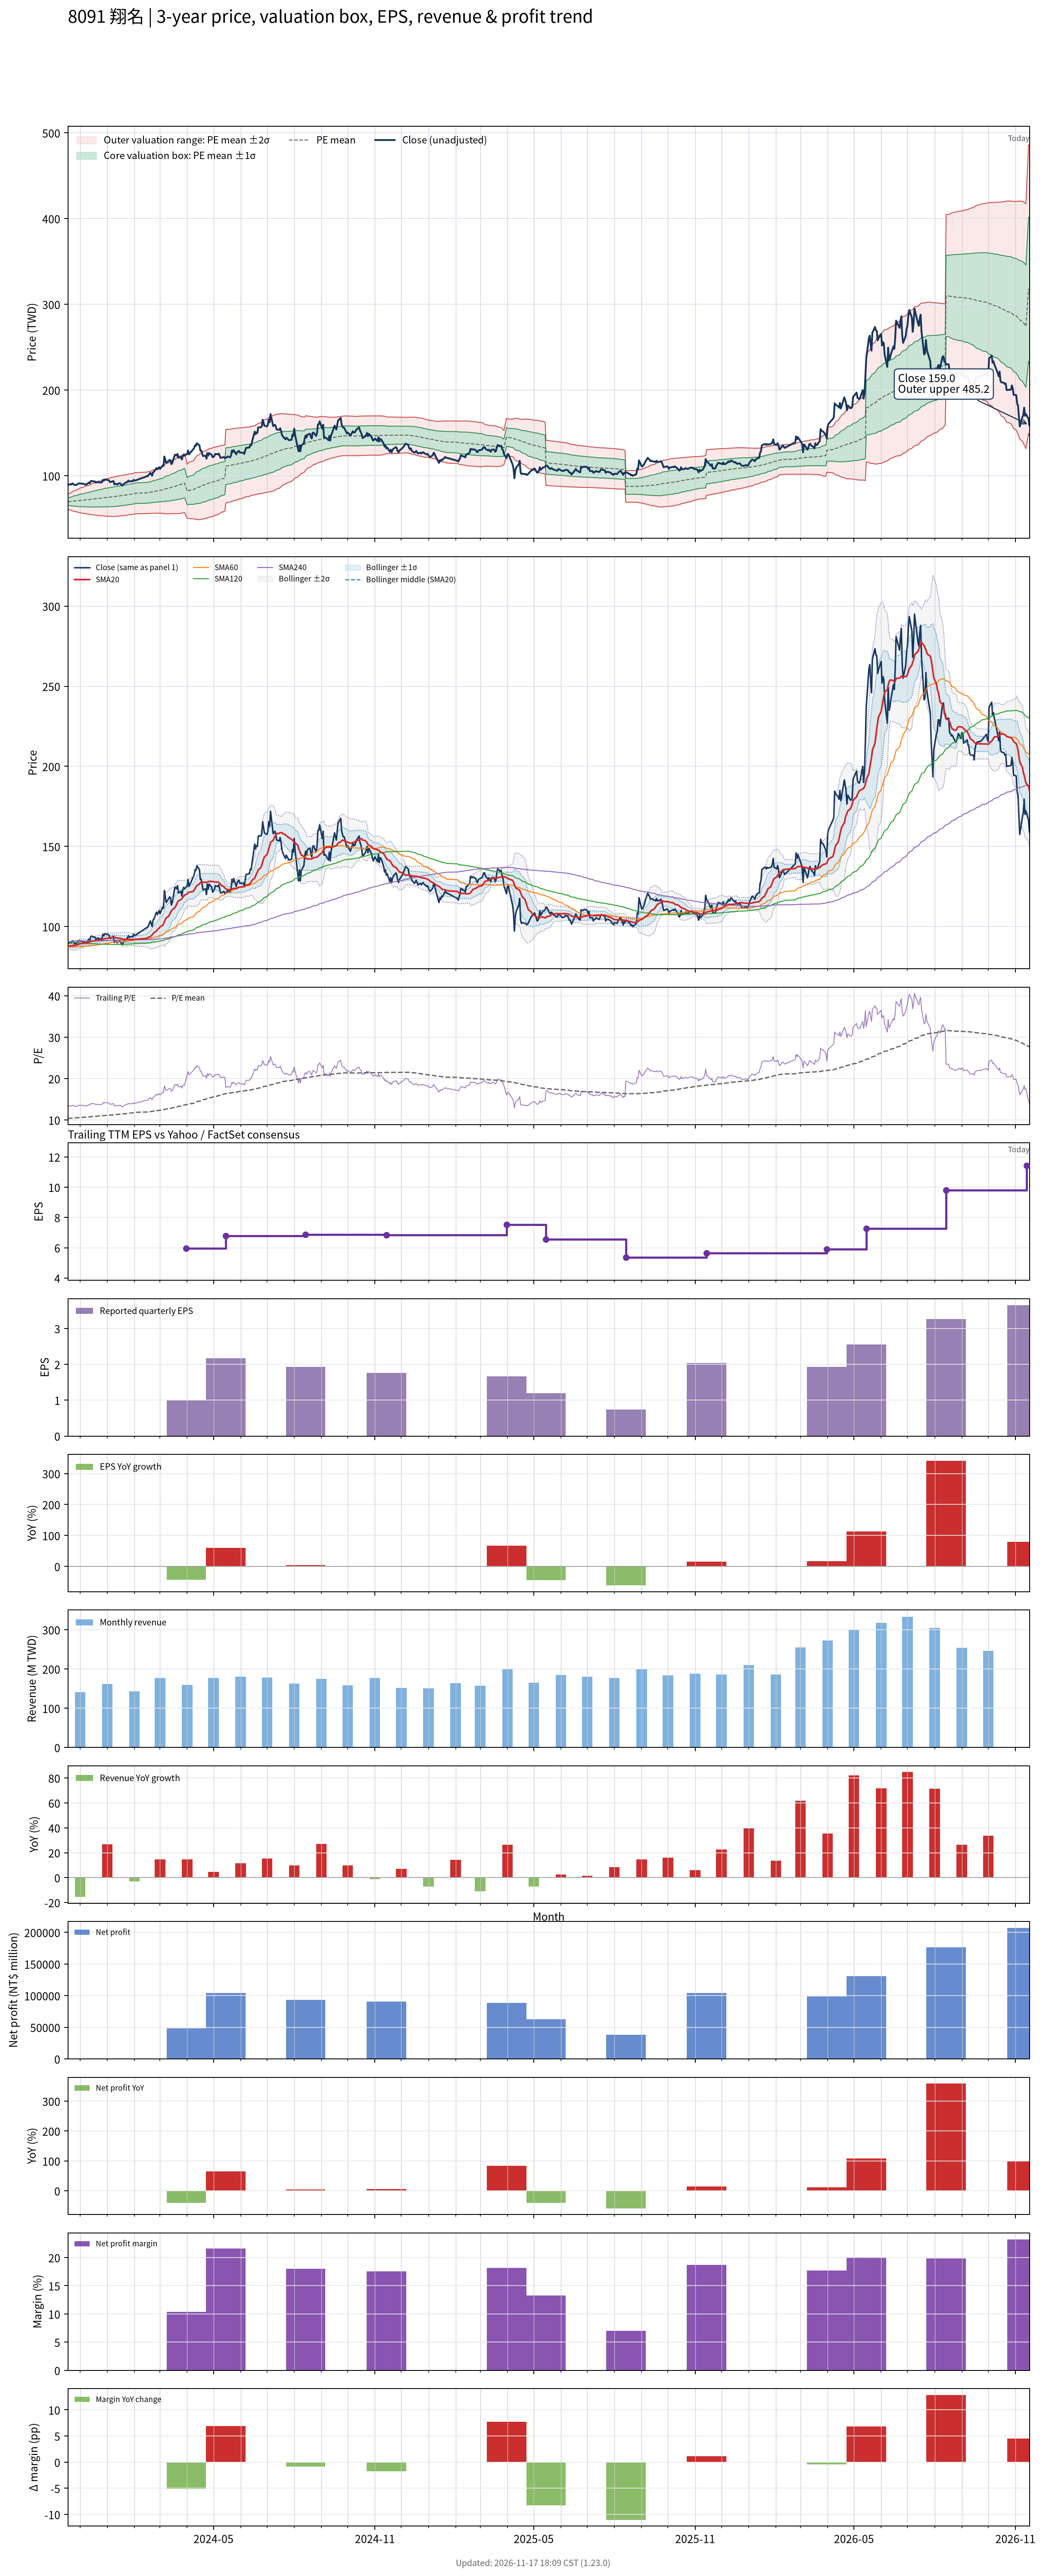 8091 翔名 | 3-year price, valuation box, EPS, revenue & profit trend
Outer valuation range: PE mean ±2σ
PE mean
Close (unadjusted)
Core valuation box: PE mean ±1σ
Today
Price (TWD)
500
400
300
200
100
Close 159.0
Outer upper 485.2
Close (same as panel 1)
SMA20
SMA60
SMA120
SMA240
Bollinger ±2σ
Bollinger ±1σ
Bollinger middle (SMA20)
Price
300
250
200
150
100
Trailing P/E
P/E mean
P/E
40
30
20
10
Trailing TTM EPS vs Yahoo / FactSet consensus
Today
EPS
12
10
8
6
4
Reported quarterly EPS
EPS
3
2
1
0
EPS YoY growth
YoY (%)
300
200
100
0
Monthly revenue
Revenue (M TWD)
300
200
100
0
Revenue YoY growth
YoY (%)
80
60
40
20
0
-20
Month
Net profit
Net profit (NT$ million)
200000
150000
100000
50000
0
Net profit YoY
YoY (%)
300
200
100
0
Net profit margin
Margin (%)
20
15
10
5
0
Margin YoY change
Δ margin (pp)
10
5
0
-5
-10
2024-05
2024-11
2025-05
2025-11
2026-05
2026-11
Updated: 2026-11-17 18:09 CST (1.23.0)